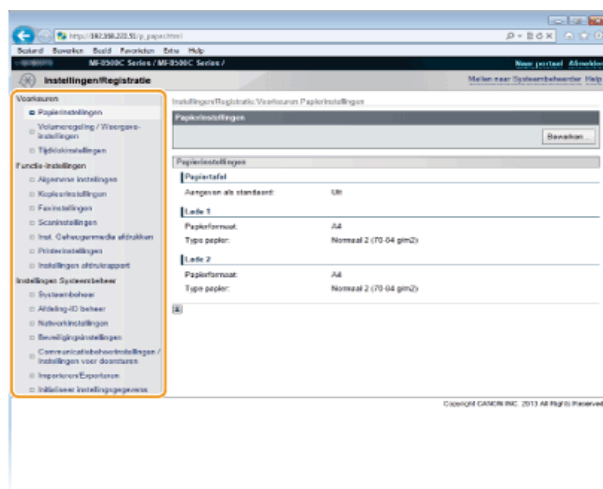 Bestand Bewerken Beeld Favorieten Extra Help
MF8500C Series / MF8500C Series /
Naar portaal Afmelden
Instellingen/Registratie
Mailen naar Systeembeheerder Help
Voorkeuren
Papierinstellingen
Volumeregeling / Weergave-
instellingen
Tijdklokinstellingen
Functie-instellingen
Algemene instellingen
Kopieerinstellingen
Faxinstellingen
Scaninstellingen
Inst. Geheugenmedia afdrukken
Printerinstellingen
Instellingen afdrukrapport
Instellingen Systeembeheer
Systeembeheer
Afdeling-ID beheer
Netwerkinstellingen
Beveiligingsinstellingen
Communicatiebeheerinstellingen /
Instellingen voor doorsturen
Importeren/Exporteren
Initialiseer instellingsgegevens
Instellingen/Registratie: Voorkeuren: Papierinstellingen
Papierinstellingen
Bewerken...
Papierinstellingen
Papiertafel
Aangeven als standaard: Uit
Lade 1
Papierformaat: A4
Type papier: Normaal 2 (70-84 g/m2)
Lade 2
Papierformaat: A4
Type papier: Normaal 2 (70-84 g/m2)
Copyright CANON INC. 2013 All Rights Reserved